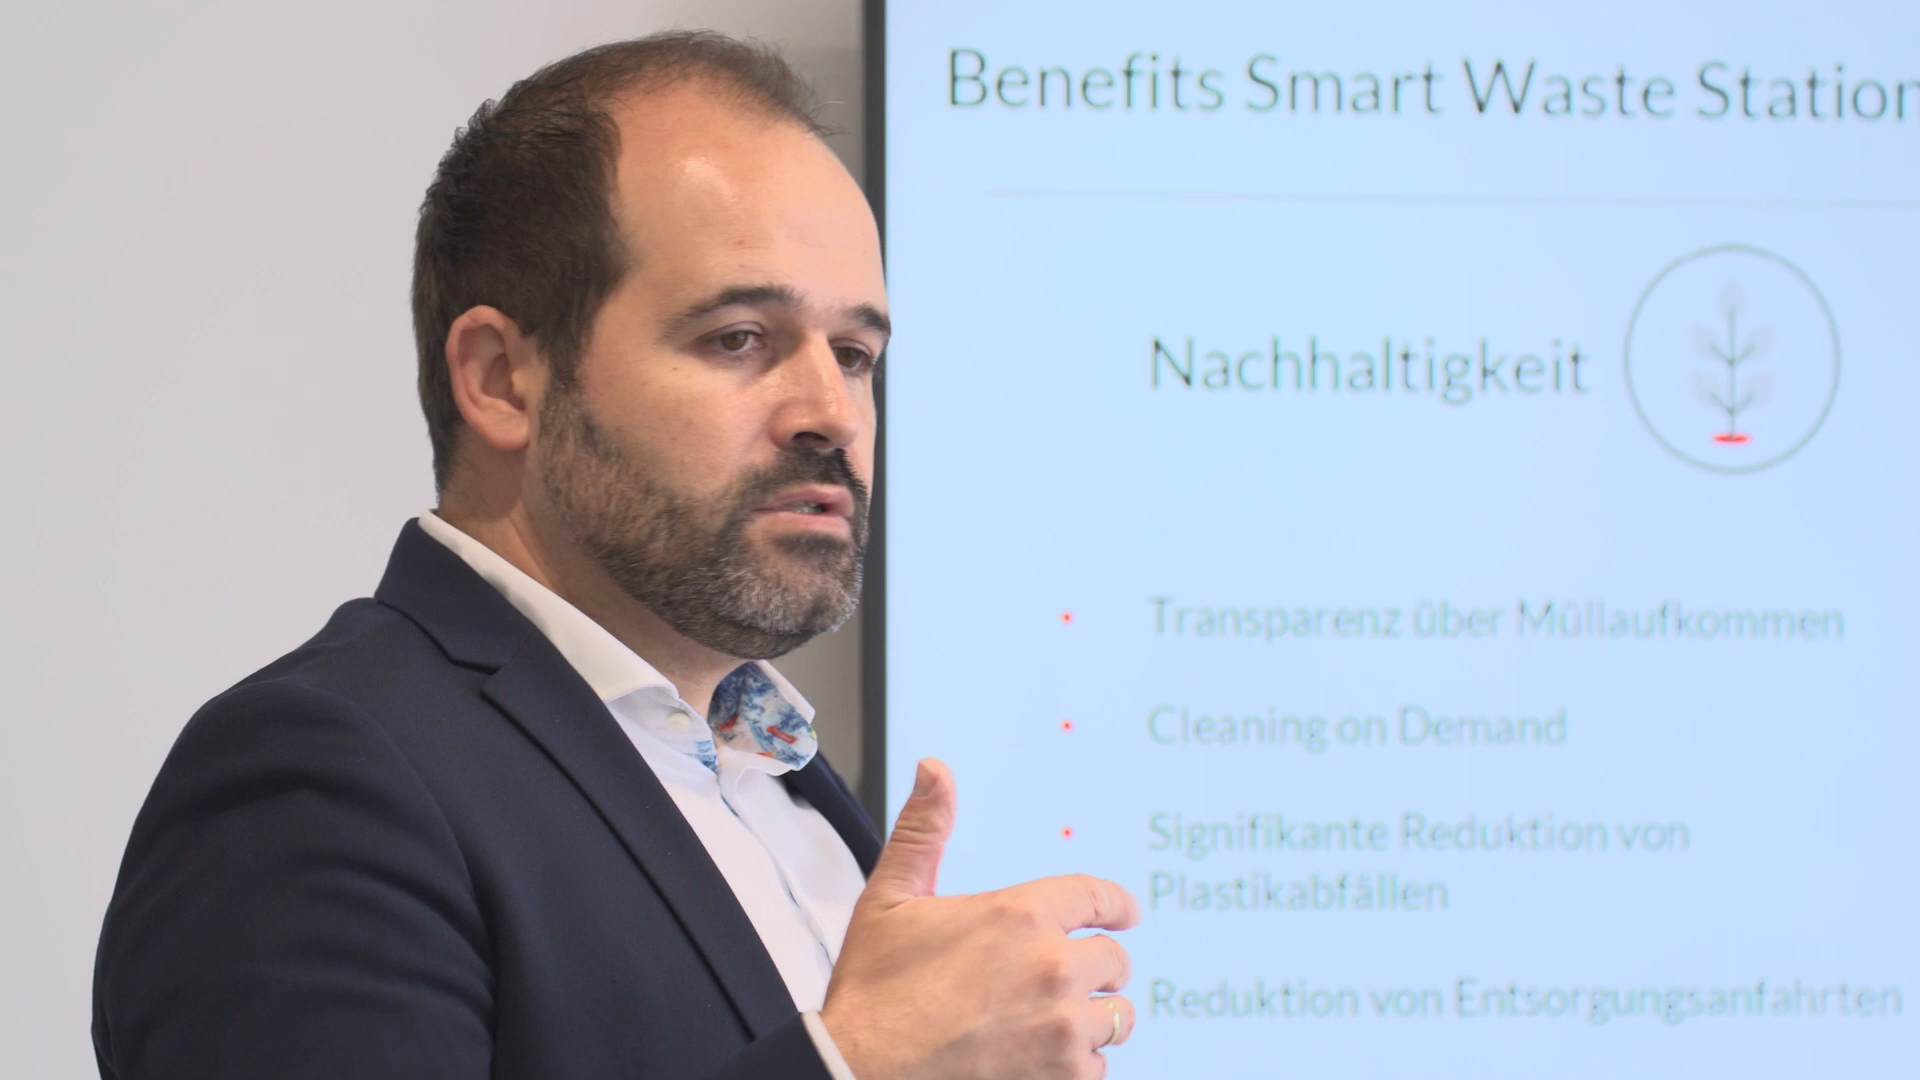 Benefits Smart Waste Station
Nachhaltigkeit
Transparenz über Müllaufkommen
Cleaning on Demand
Signifikante Reduktion von
Plastikabfällen
Reduktion von Entsorgungsanfahrten